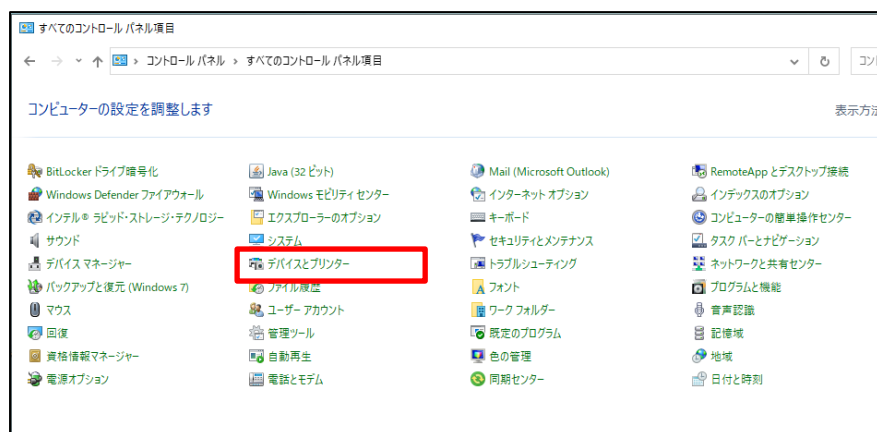 すべてのコントロール パネル項目
コントロール パネル › すべてのコントロール パネル項目
コンピューターの設定を調整します
BitLocker ドライブ暗号化 Java (32 ビット) Mail (Microsoft Outlook) RemoteApp とデスクトップ接続
Windows Defender ファイアウォール Windows モビリティ センター インターネット オプション インデックスのオプション
インテル® ラピッド・ストレージ・テクノロジー エクスプローラーのオプション キーボード コンピューターの簡単操作センター
サウンド システム セキュリティとメンテナンス タスク バーとナビゲーション
デバイス マネージャー デバイスとプリンター トラブルシューティング ネットワークと共有センター
バックアップと復元 (Windows 7) ファイル履歴 フォント プログラムと機能
マウス ユーザー アカウント ワーク フォルダー 音声認識
回復 管理ツール 既定のプログラム 記憶域
資格情報マネージャー 自動再生 色の管理 地域
電源オプション 電話とモデム 同期センター 日付と時刻